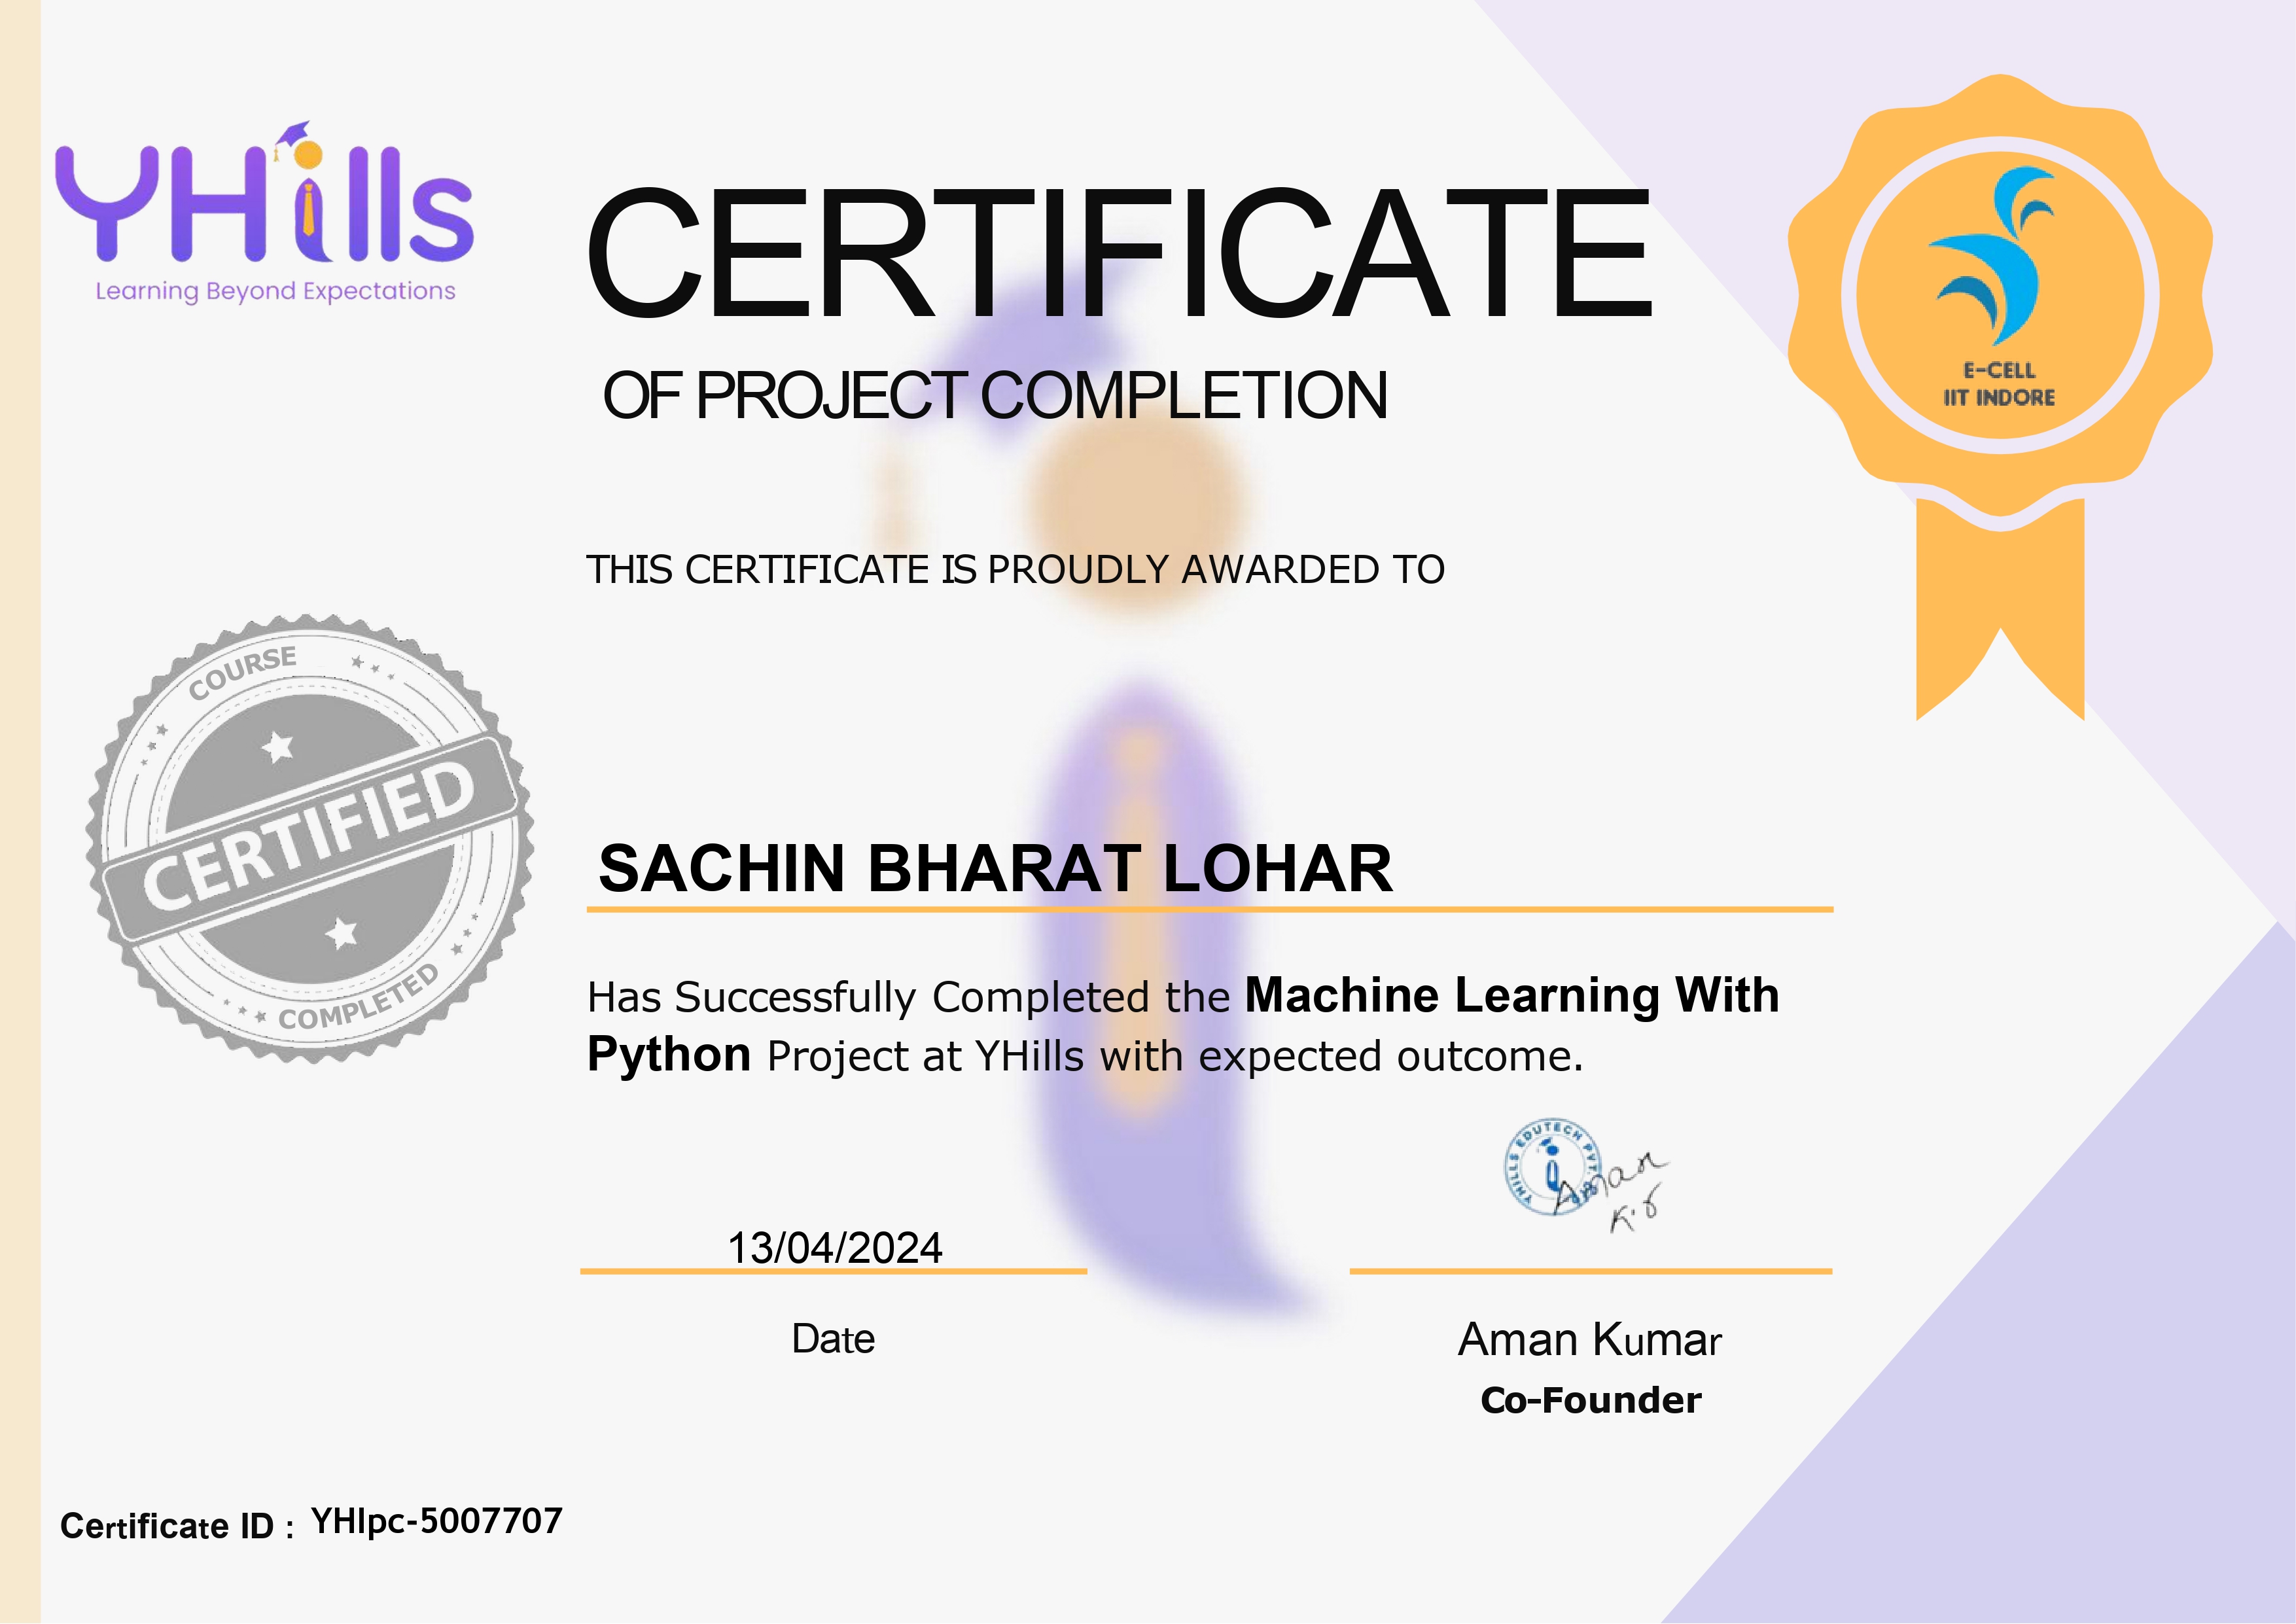 YHills
Learning Beyond Expectations
CERTIFICATE
OF PROJECT COMPLETION
E-CELL
IIT INDORE
THIS CERTIFICATE IS PROUDLY AWARDED TO
COURSE
CERTIFIED
COMPLETED
SACHIN BHARAT LOHAR
Has Successfully Completed the Machine Learning With
Python Project at YHills with expected outcome.
YHILLS EDUTECH PVT.
Aman
13/04/2024
Date
Aman Kumar
Co-Founder
Certificate ID : YHIpc-5007707